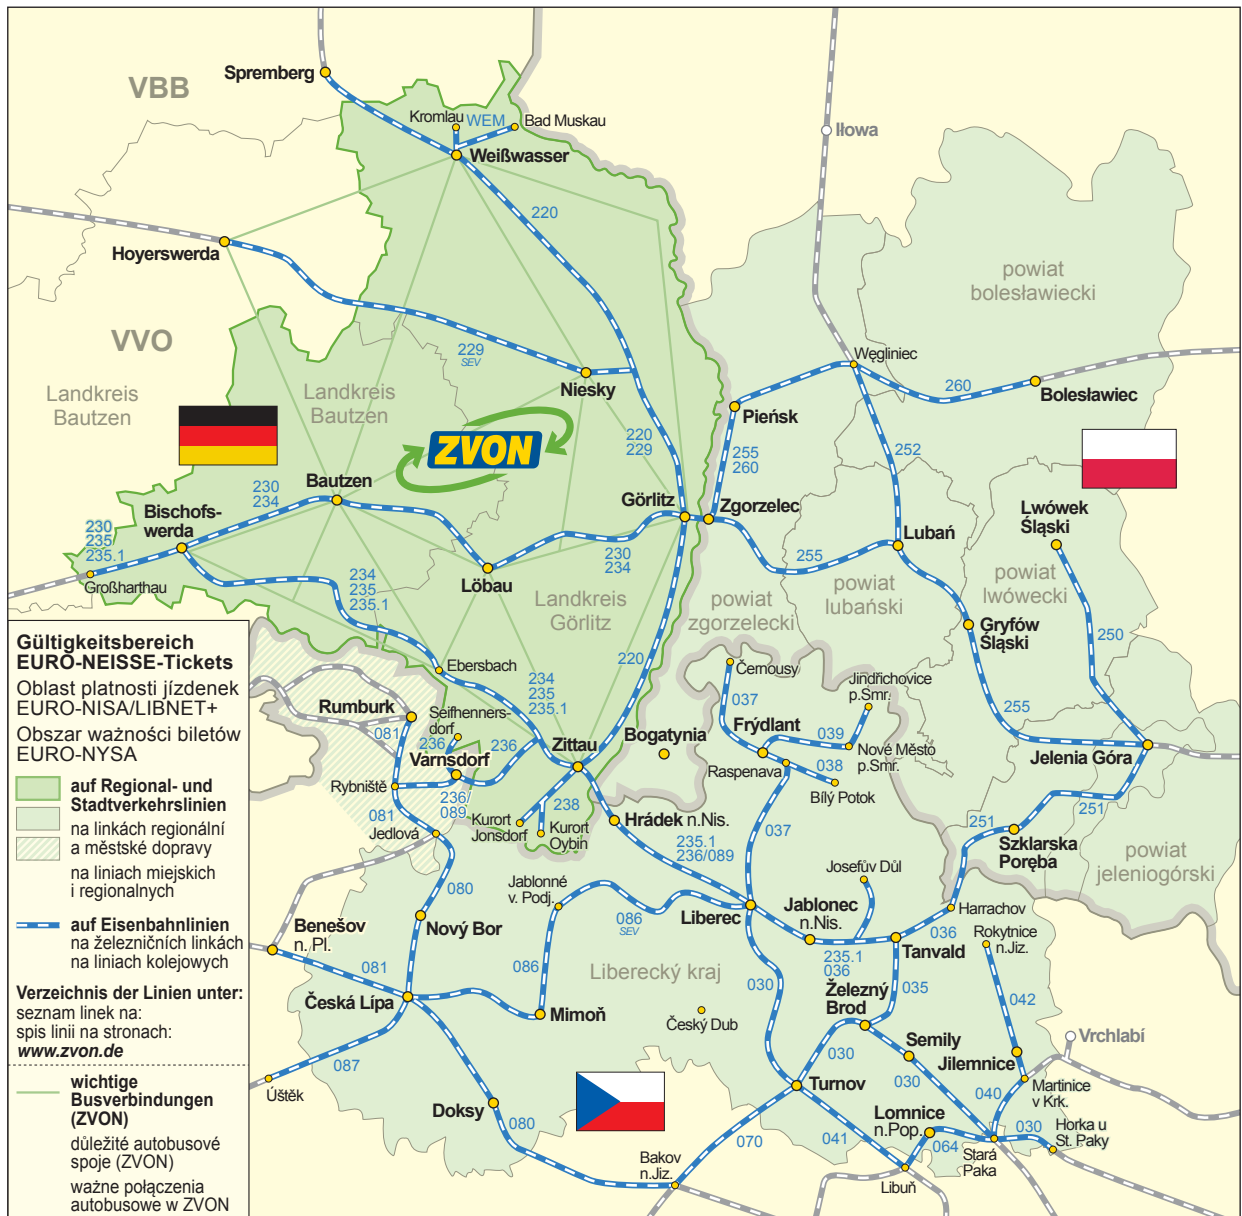 VBB
Spremberg
Kromlau
WEM
Bad Muskau
Weißwasser
Iłowa
220
Hoyerswerda
powiat
bolesławiecki
VVO
229
SEV
Niesky
Węgliniec
260
Bolesławiec
Landkreis
Bautzen
Landkreis
Bautzen
ZVON
Pieńsk
220
229
255
260
252
Bautzen
230
234
Görlitz
Zgorzelec
Lwówek
Śląski
Bischofs-
werda
230
235
235.1
Großharthau
Lubań
255
230
234
Löbau
234
235
235.1
Landkreis
Görlitz
powiat
zgorzelecki
powiat
lubański
powiat
lwówecki
Gryfów
Śląski
250
Gültigkeitsbereich
EURO-NEISSE-Tickets
Oblast platnosti jízdenek
EURO-NISA/LIBNET+
Obszar ważności biletów
EURO-NYSA
auf Regional- und
Stadtverkehrslinien
na linkách regionální
a městské dopravy
na liniach miejskich
i regionalnych
auf Eisenbahnlinien
na železničních linkách
na liniach kolejowych
Verzeichnis der Linien unter:
seznam linek na:
spis linii na stronach:
www.zvon.de
wichtige
Busverbindungen
(ZVON)
důležité autobusové
spoje (ZVON)
ważne połączenia
autobusowe w ZVON
Ebersbach
220
234
235
235.1
Rumburk
Seifhenners-
dorf
081
236
236
Varnsdorf
Zittau
Bogatynia
Černousy
037
Frýdlant
Jindřichovice
p.Smr.
039
Nové Město
p.Smr.
038
Raspenava
Bílý Potok
255
Jelenia Góra
251
251
Szklarska
Poręba
powiat
jeleniogórski
Rybniště
236/
089
081
Jedlová
238
Kurort
Jonsdorf
Kurort
Oybin
Hrádek n.Nis.
235.1
236/089
037
080
Jablonné
v. Podj.
Josefův Důl
Benešov
n. Pl.
Nový Bor
086
SEV
Liberec
Jablonec
n.Nis.
Harrachov
036
Tanvald
Rokytnice
n.Jiz.
081
086
Liberecký kraj
235.1
036
Česká Lípa
Mimoň
030
Železný
Brod
035
042
Český Dub
087
Úštěk
030
Semily
Jilemnice
Vrchlabí
Turnov
030
040
Martinice
v Krk.
Doksy
080
Lomnice
n.Pop.
030
Horka u
St. Paky
070
041
064
Stará
Paka
Bakov
n.Jiz.
Libuň